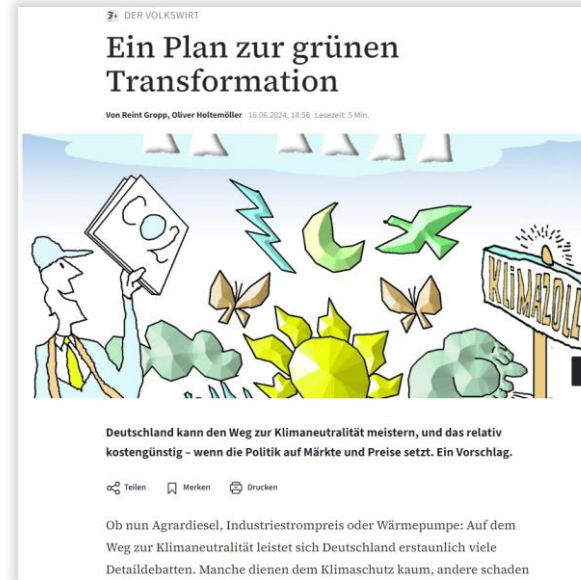 F+ DER VOLKSWIRT
Ein Plan zur grünen
Transformation
Von Reint Gropp, Oliver Holtemöller 16.06.2024, 18:56 Lesezeit: 5 Min.
CO₂
KLIMAZOLL
Deutschland kann den Weg zur Klimaneutralität meistern, und das relativ
kostengünstig – wenn die Politik auf Märkte und Preise setzt. Ein Vorschlag.
Teilen Merken Drucken
Ob nun Agrardiesel, Industriestrompreis oder Wärmepumpe: Auf dem
Weg zur Klimaneutralität leistet sich Deutschland erstaunlich viele
Detaildebatten. Manche dienen dem Klimaschutz kaum, andere schaden